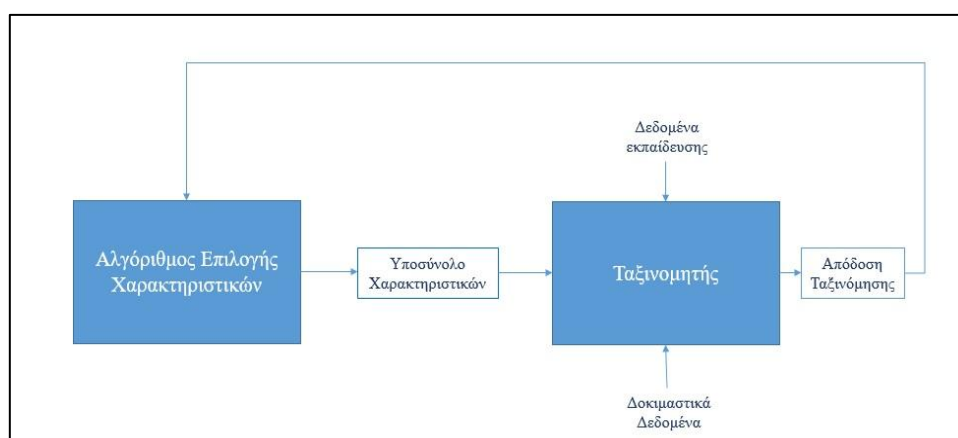 Δεδομένα
εκπαίδευσης
Αλγόριθμος Επιλογής
Χαρακτηριστικών
Υποσύνολο
Χαρακτηριστικών
Ταξινομητής
Απόδοση
Ταξινόμησης
Δοκιμαστικά
Δεδομένα